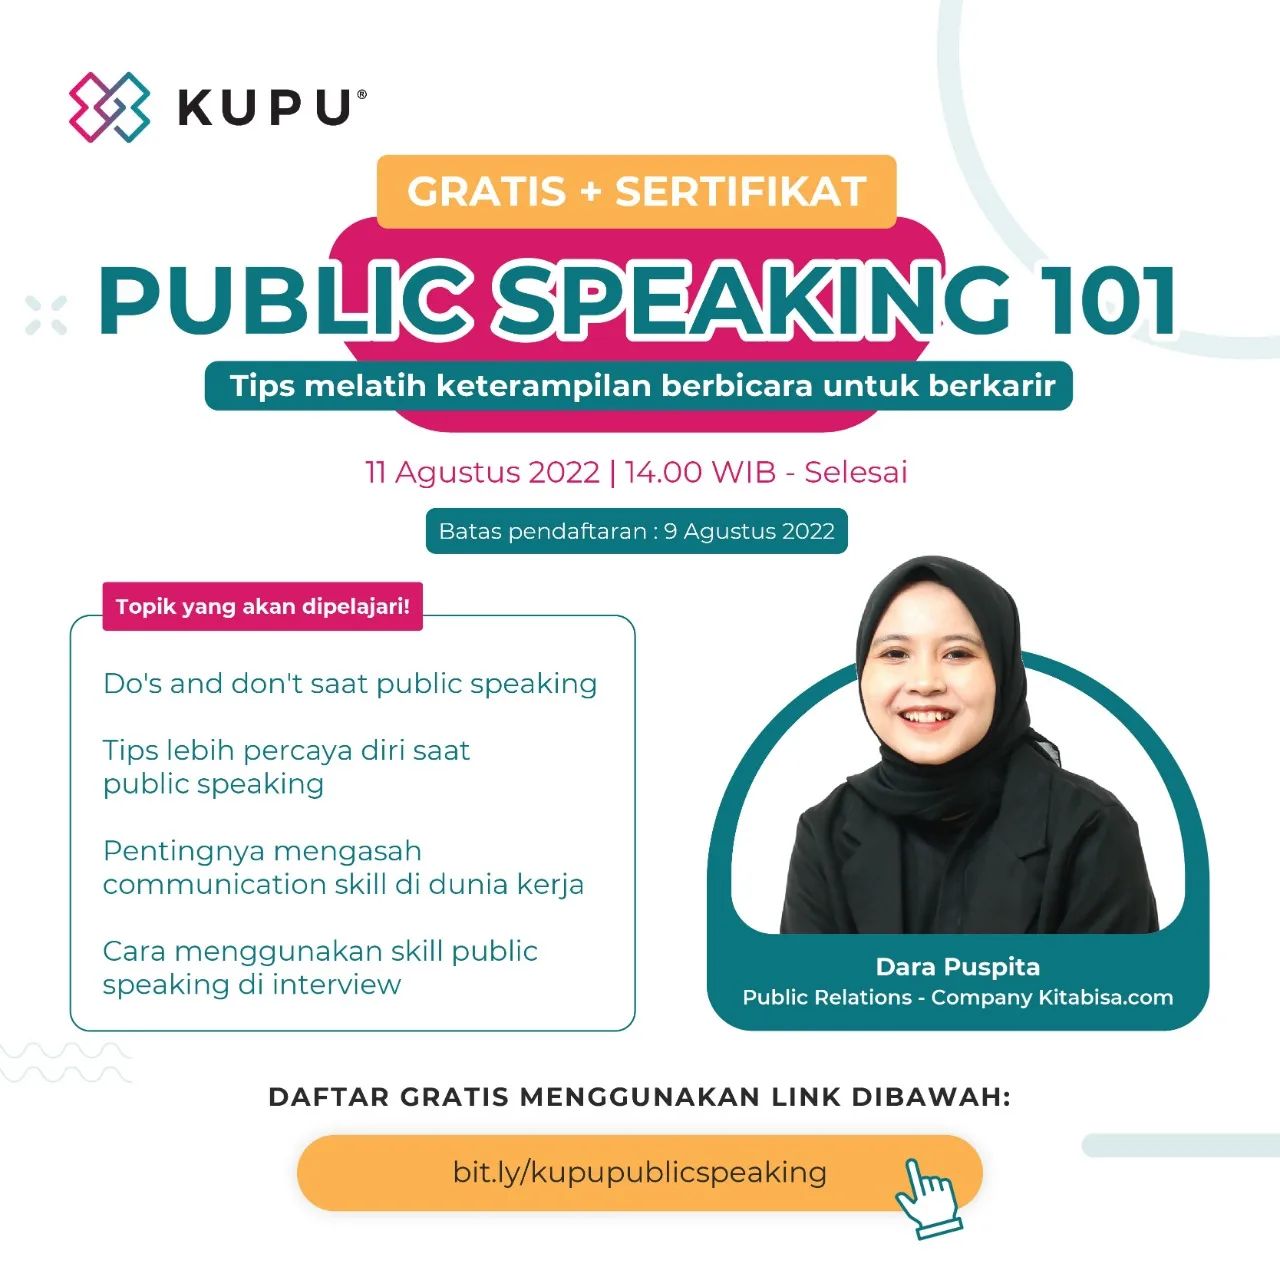 KUPU®
GRATIS + SERTIFIKAT
PUBLIC SPEAKING 101
Tips melatih keterampilan berbicara untuk berkarir
11 Agustus 2022 | 14.00 WIB - Selesai
Batas pendaftaran : 9 Agustus 2022
Topik yang akan dipelajari!
Do's and don't saat public speaking
Tips lebih percaya diri saat
public speaking
Pentingnya mengasah
communication skill di dunia kerja
Cara menggunakan skill public
speaking di interview
Dara Puspita
Public Relations - Company Kitabisa.com
DAFTAR GRATIS MENGGUNAKAN LINK DIBAWAH:
bit.ly/kupupublicspeaking